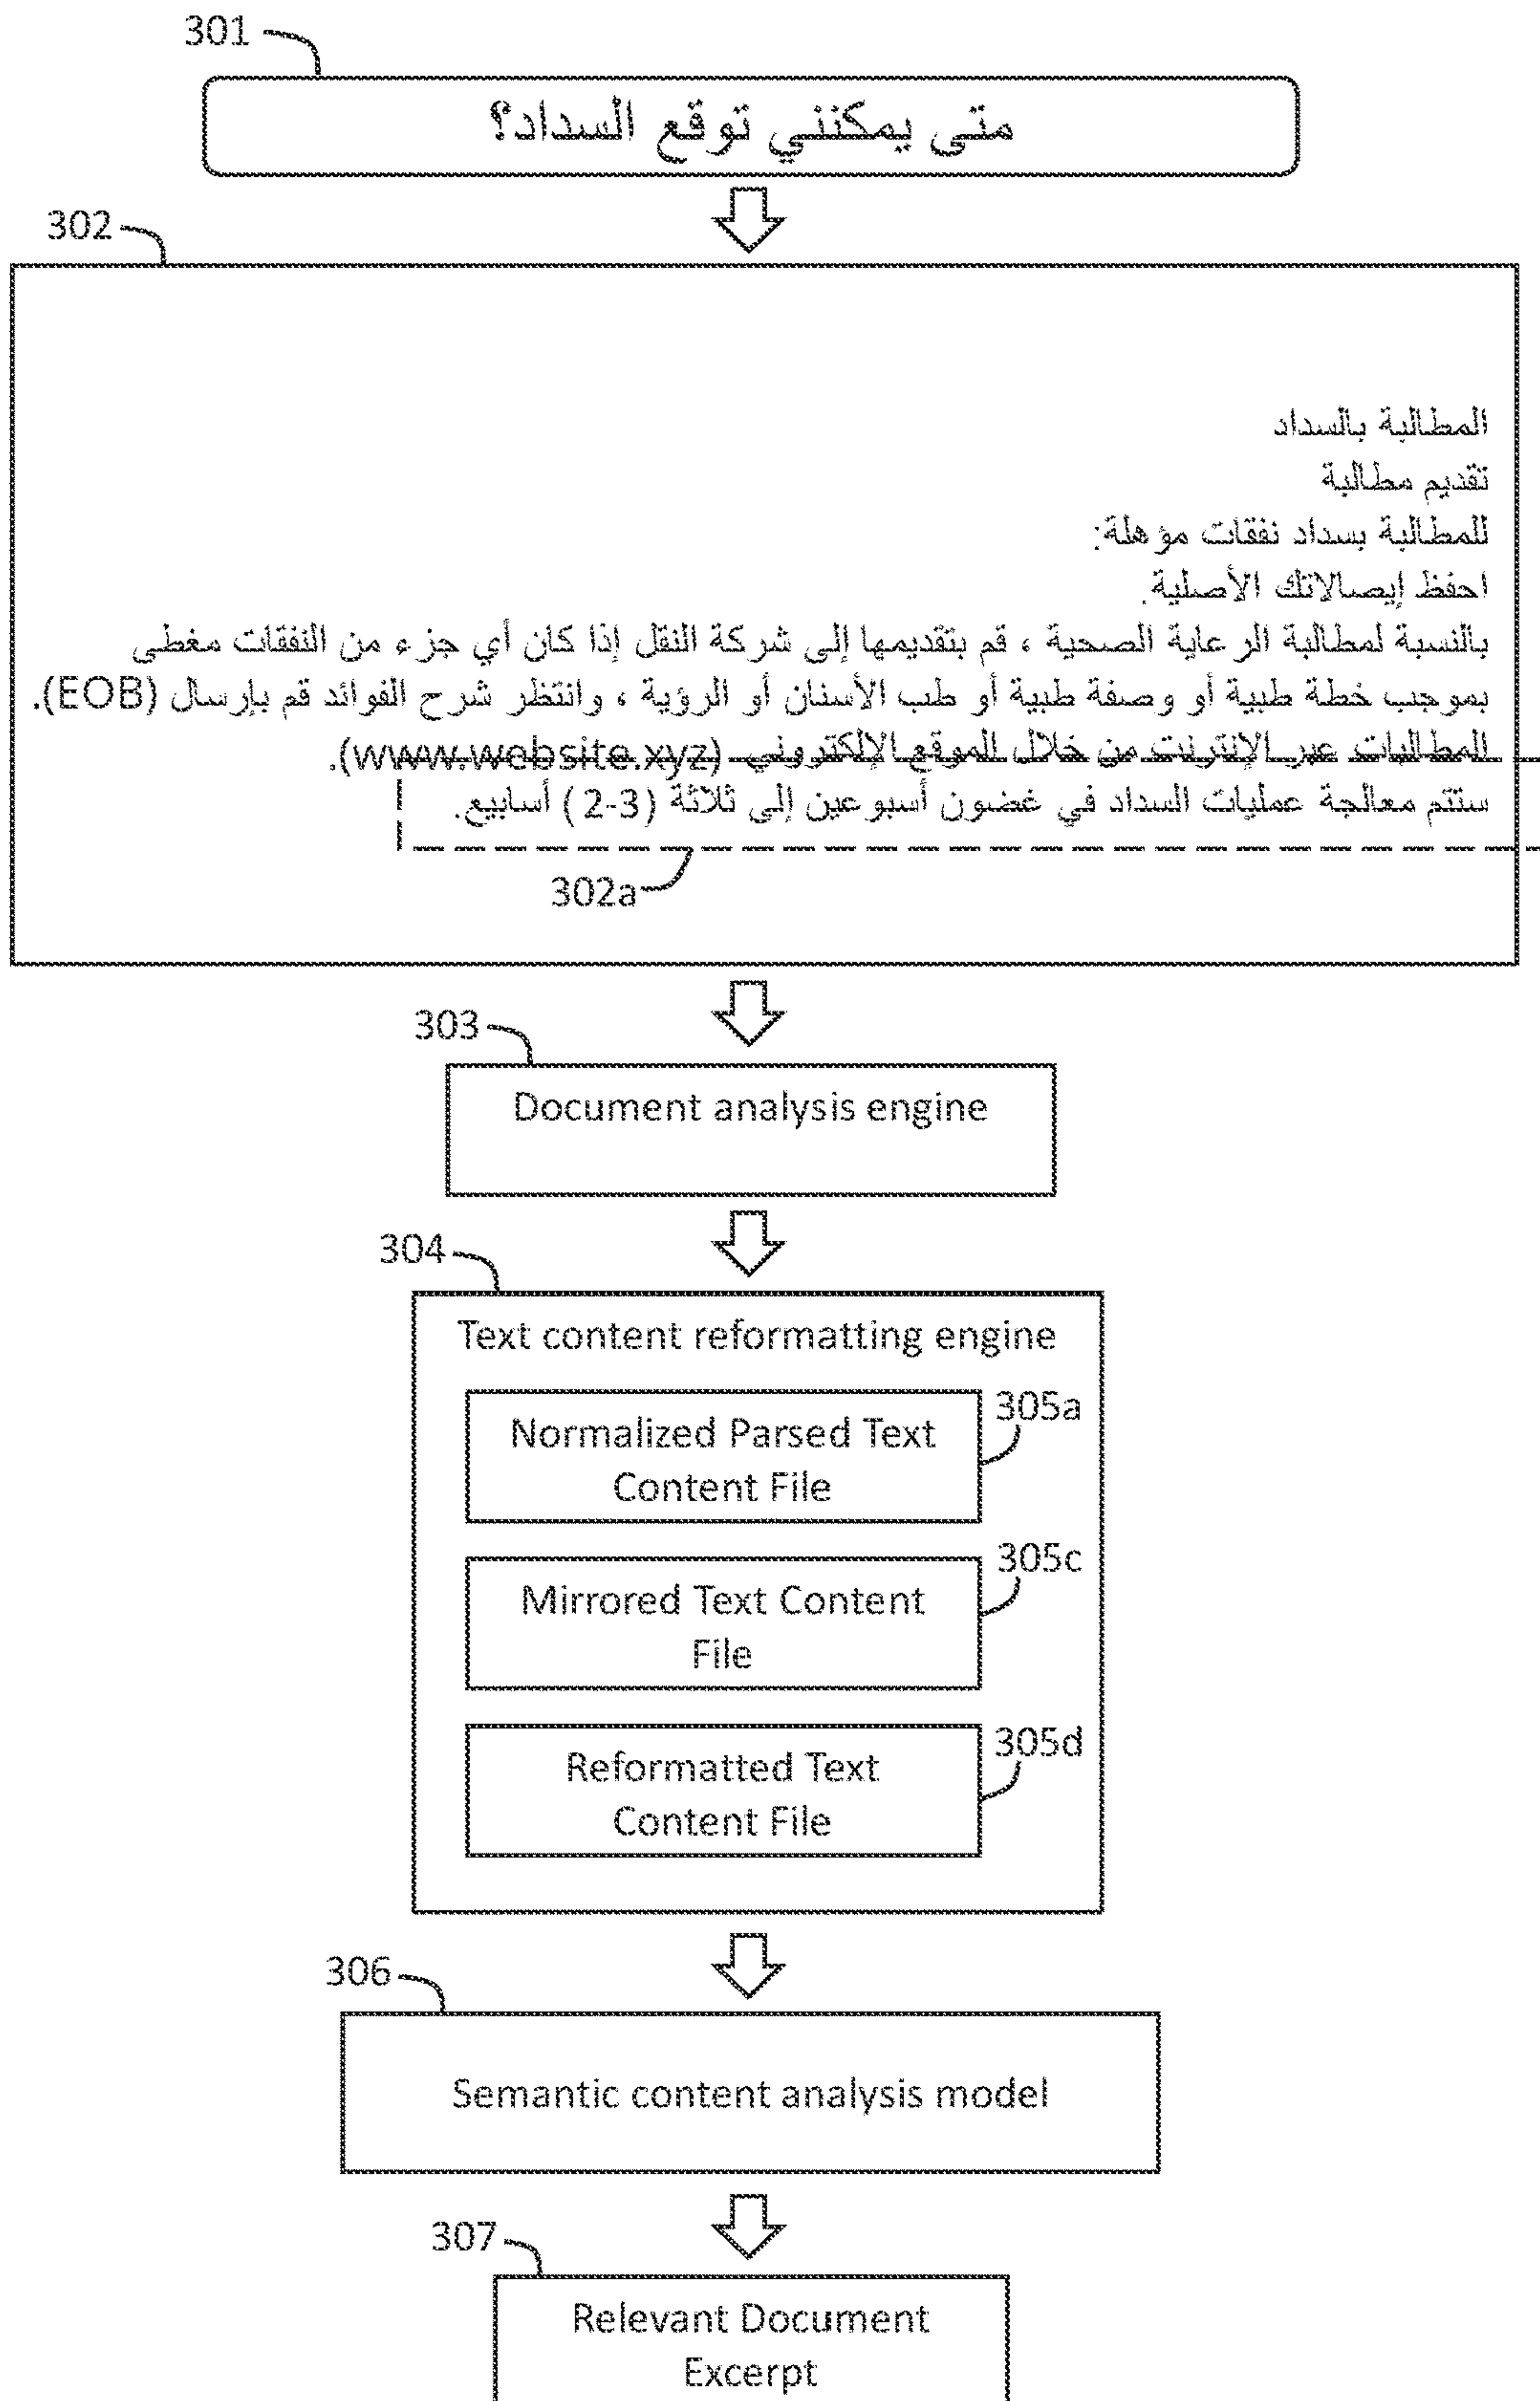 301
متى يمكنني توقع السداد؟
302
المطالبة بالسداد
تقديم مطالبة
للمطالبة بسداد نفقات مؤهلة:
احفظ إيصالاتك الأصلية.
بالنسبة لمطالبة الرعاية الصحية ، قم بتقديمها إلى شركة النقل إذا كان أي جزء من النفقات مغطى
بموجب خطة طبية أو وصفة طبية أو طب الأسنان أو الرؤية ، وانتظر شرح الفوائد قم بإرسال (EOB).
المطالبات عبر الإنترنت من خلال الموقع الإلكتروني (www.website.xyz).
ستتم معالجة عمليات السداد في غضون أسبوعين إلى ثلاثة (3-2) أسابيع.
302a
303
Document analysis engine
304
Text content reformatting engine
305a
Normalized Parsed Text
Content File
305c
Mirrored Text Content
File
305d
Reformatted Text
Content File
306
Semantic content analysis model
307
Relevant Document
Excerpt